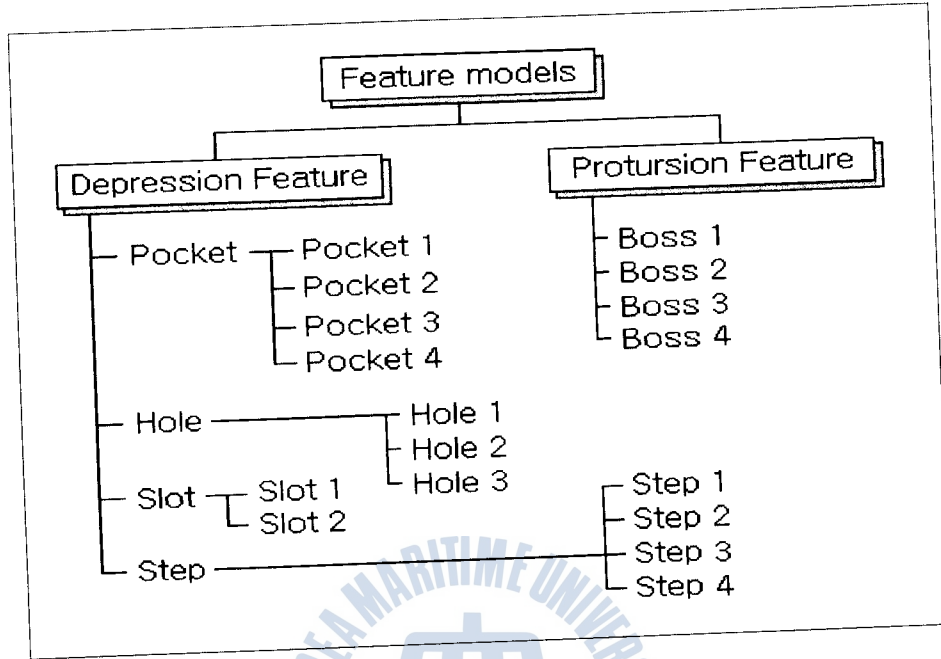 Feature models
Depression Feature
Protursion Feature
Pocket
Pocket 1
Pocket 2
Pocket 3
Pocket 4
Boss 1
Boss 2
Boss 3
Boss 4
Hole
Hole 1
Hole 2
Hole 3
Slot
Slot 1
Slot 2
Step
Step 1
Step 2
Step 3
Step 4
MARITIME